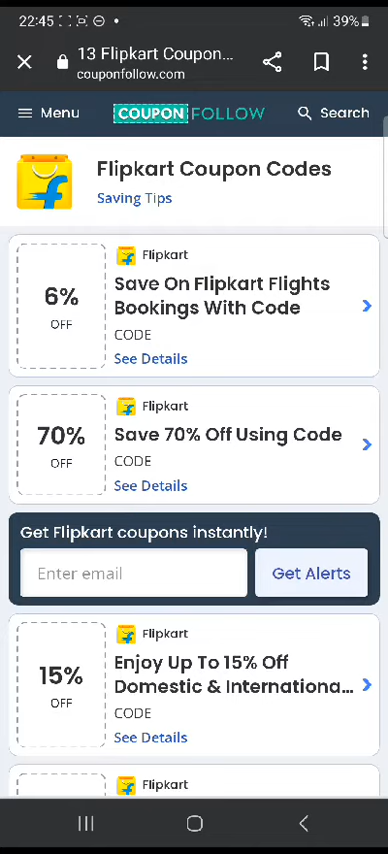 22:45 39%
13 Flipkart Coupon...
couponfollow.com
Menu COUPONFOLLOW Search
Flipkart Coupon Codes
Saving Tips
Flipkart
6%
OFF
Save On Flipkart Flights
Bookings With Code
CODE
See Details
Flipkart
70%
OFF
Save 70% Off Using Code
CODE
See Details
Get Flipkart coupons instantly!
Enter email Get Alerts
Flipkart
15%
OFF
Enjoy Up To 15% Off
Domestic & Internationa...
CODE
See Details
Flipkart